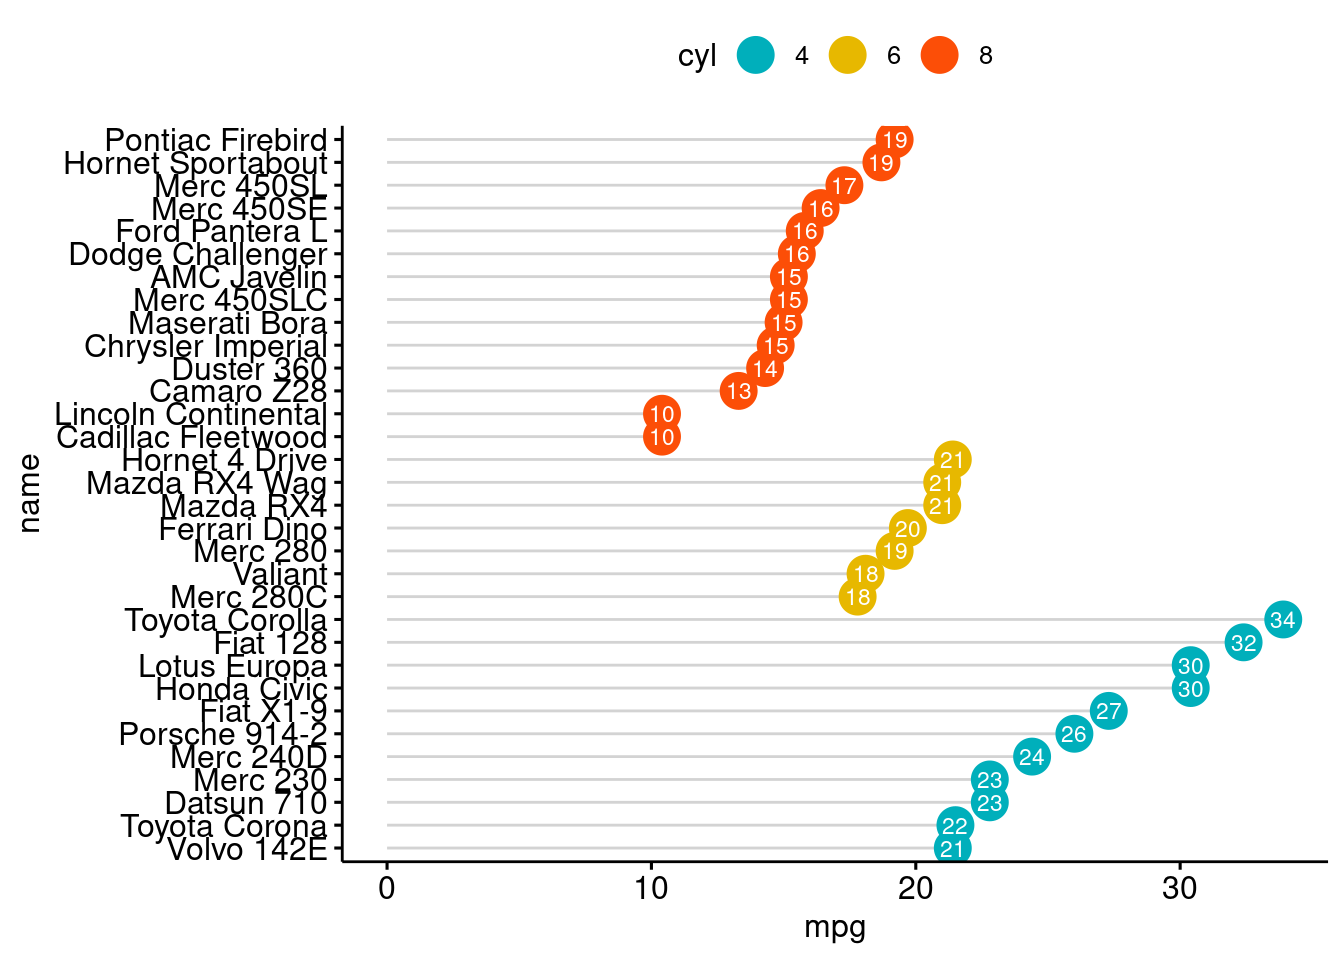 cyl 4 6 8
Pontiac Firebird 19
Hornet Sportabout 19
Merc 450SL 17
Merc 450SE 16
Ford Pantera L 16
Dodge Challenger 16
AMC Javelin 15
Merc 450SLC 15
Maserati Bora 15
Chrysler Imperial 15
Duster 360 14
Camaro Z28 13
Lincoln Continental 10
Cadillac Fleetwood 10
Hornet 4 Drive 21
Mazda RX4 Wag 21
Mazda RX4 21
Ferrari Dino 20
Merc 280 19
Valiant 18
Merc 280C 18
Toyota Corolla 34
Fiat 128 32
Lotus Europa 30
Honda Civic 30
Fiat X1-9 27
Porsche 914-2 26
Merc 240D 24
Merc 230 23
Datsun 710 23
Toyota Corona 22
Volvo 142E 21
name
0 10 20 30
mpg